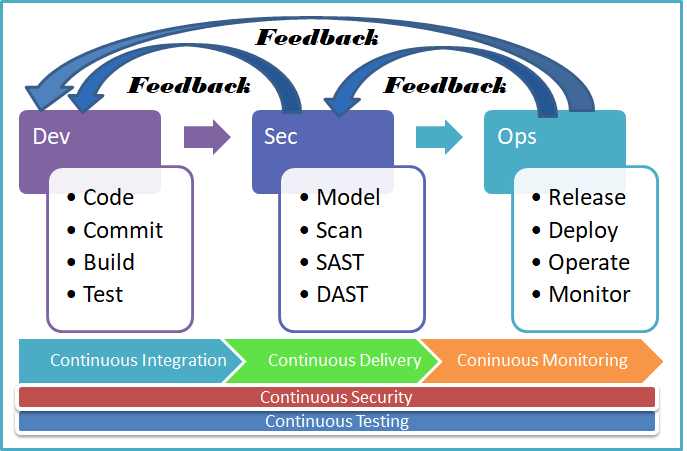 Feedback
Feedback
Feedback
Dev
• Code
• Commit
• Build
• Test
Sec
• Model
• Scan
• SAST
• DAST
Ops
• Release
• Deploy
• Operate
• Monitor
Continuous Integration
Continuous Delivery
Coninuous Monitoring
Continuous Security
Continuous Testing